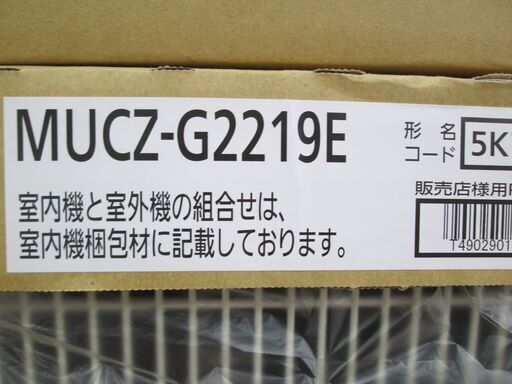 MUCZ-G2219E
形 名
コード
5K
販売店様用
室内機と室外機の組合せは、
室内機梱包材に記載しております。
T4902901